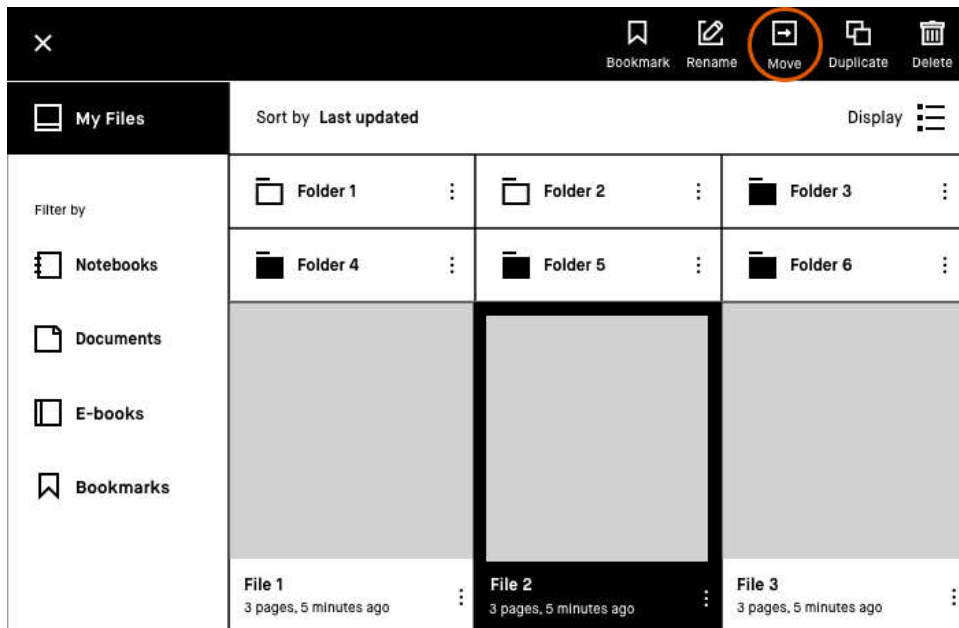 Bookmark Rename Move Duplicate Delete
My Files
Sort by Last updated
Display
Filter by
Notebooks
Documents
E-books
Bookmarks
Folder 1
Folder 2
Folder 3
Folder 4
Folder 5
Folder 6
File 1
3 pages, 5 minutes ago
File 2
3 pages, 5 minutes ago
File 3
3 pages, 5 minutes ago